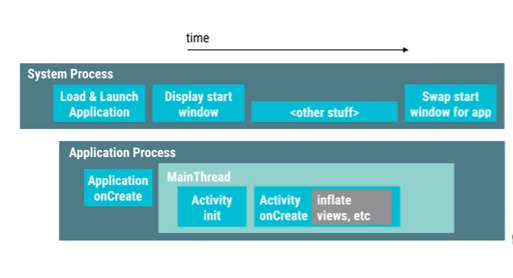 time
System Process
Load & Launch
Application
Display start
window
<other stuff>
Swap start
window for app
Application Process
Application
onCreate
MainThread
Activity
init
Activity
onCreate
inflate
views, etc